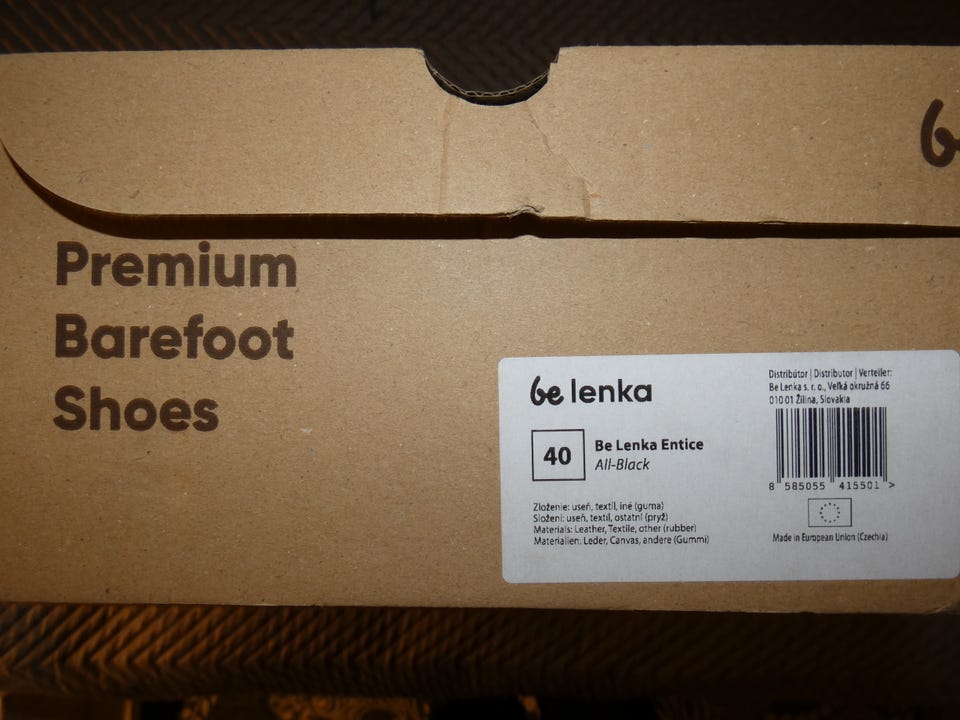 be
Premium
Barefoot
Shoes
be lenka
40
Be Lenka Entice
All-Black
Zloženie: useň, textil, iné (guma)
Složení: useň, textil, ostatní (pryž)
Materials: Leather, Textile, other (rubber)
Materialien: Leder, Canvas, andere (Gummi)
Distribútor | Distributor | Verteiler:
Be Lenka s. r. o., Veľká okružná 66
010 01 Žilina, Slovakia
8 585055 415501 >
Made in European Union (Czechia)